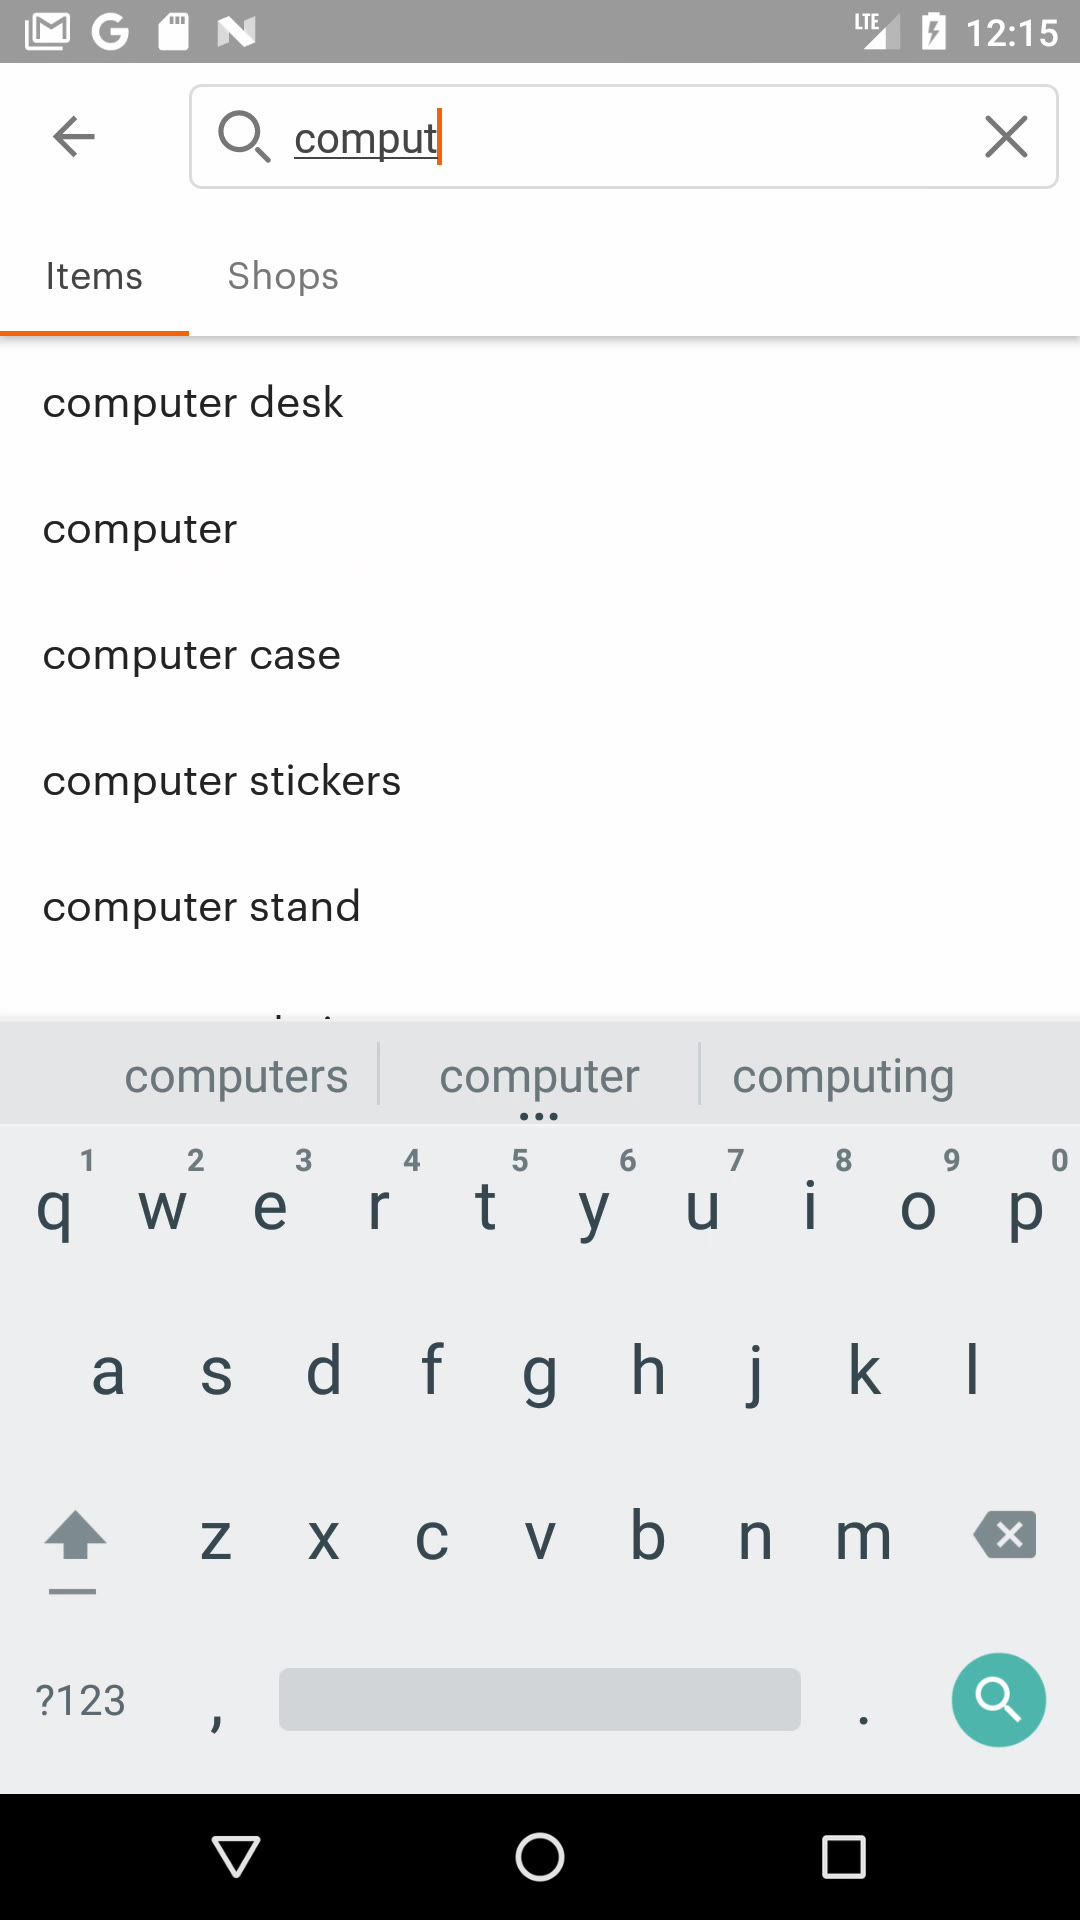 LTE 12:15
comput
Items Shops
computer desk
computer
computer case
computer stickers
computer stand
computers computer computing
1 2 3 4 5 6 7 8 9 0
q w e r t y u i o p
a s d f g h j k l
z x c v b n m
?123 , .